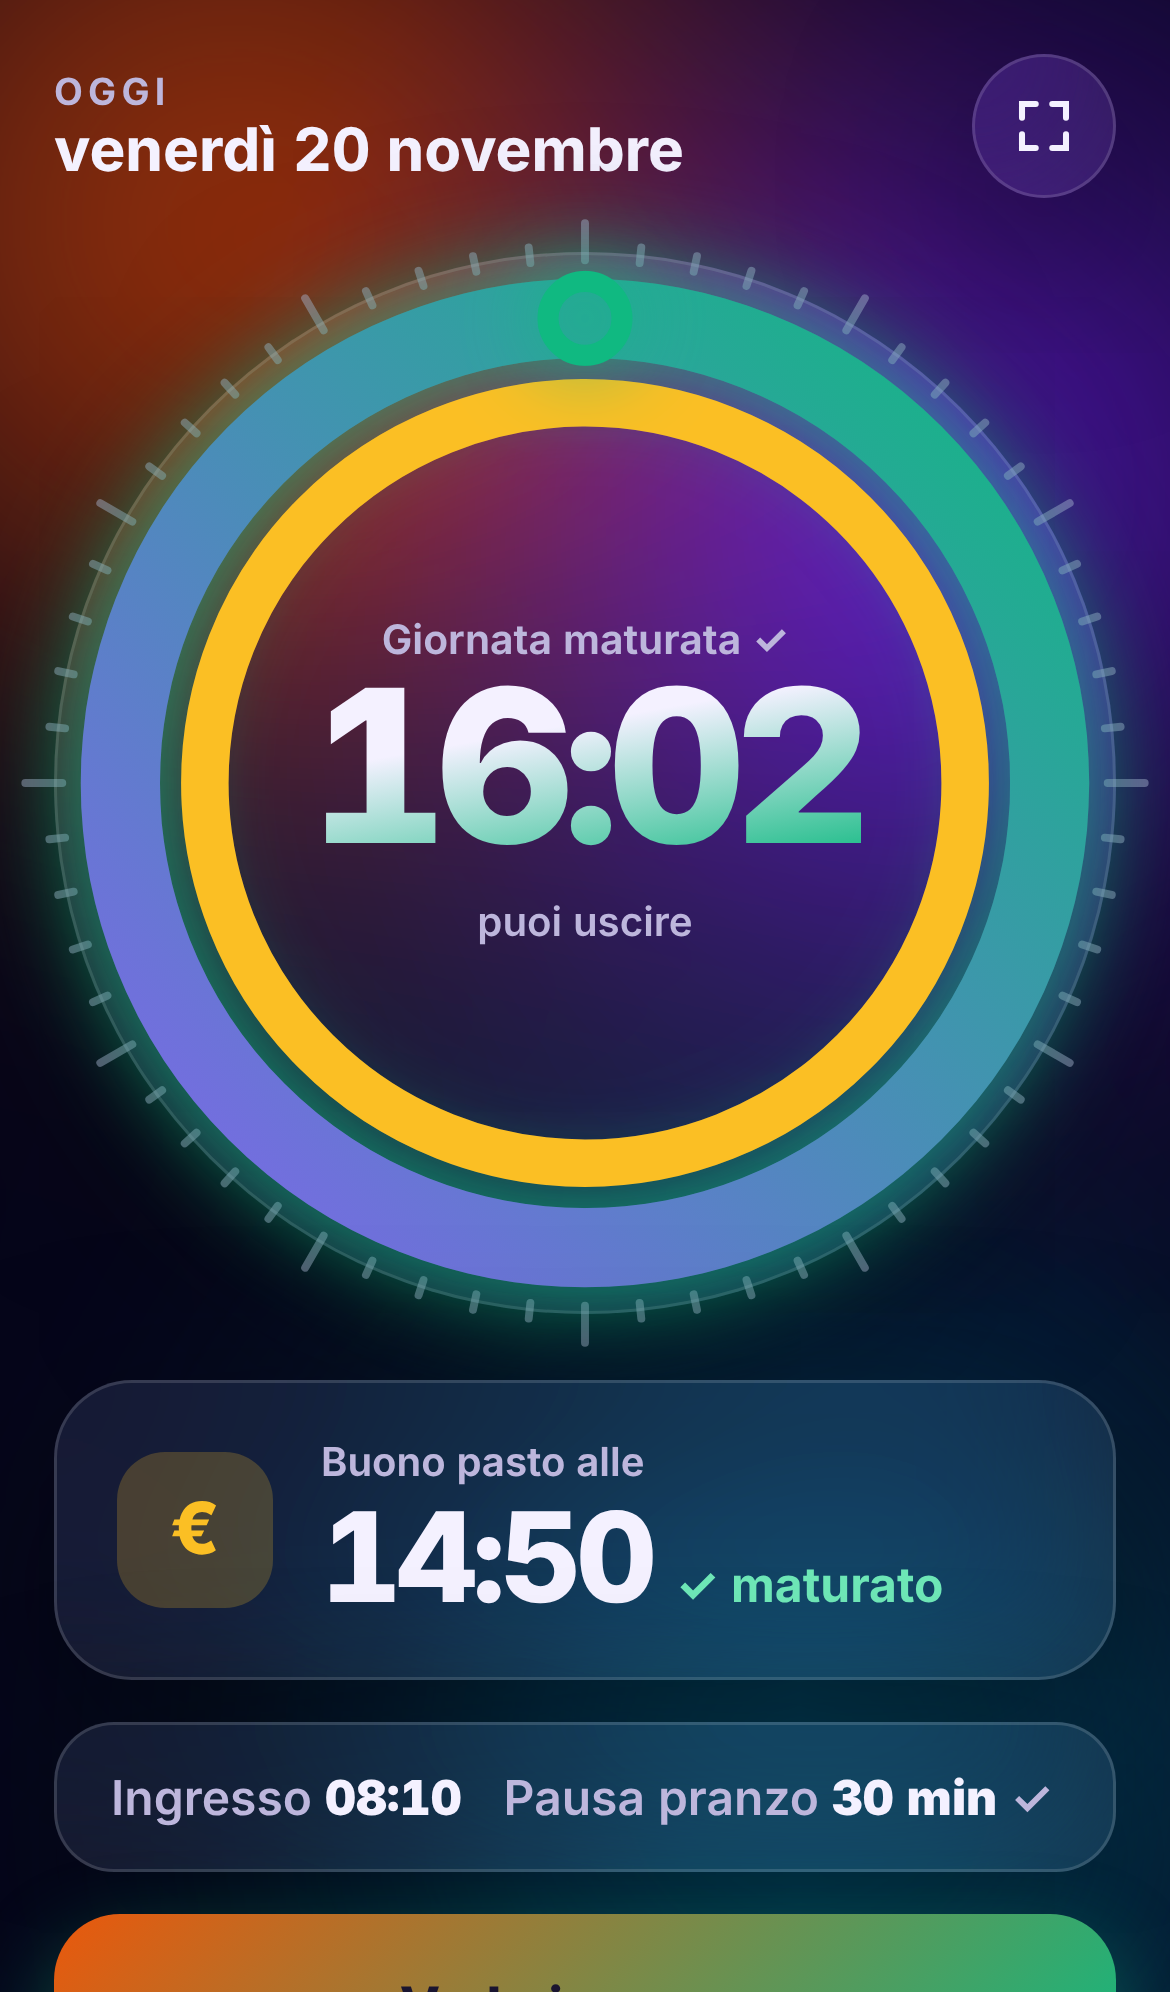 OGGI
venerdì 20 novembre
Giornata maturata ✓
16:02
puoi uscire
€
Buono pasto alle
14:50 ✓ maturato
Ingresso 08:10 Pausa pranzo 30 min ✓